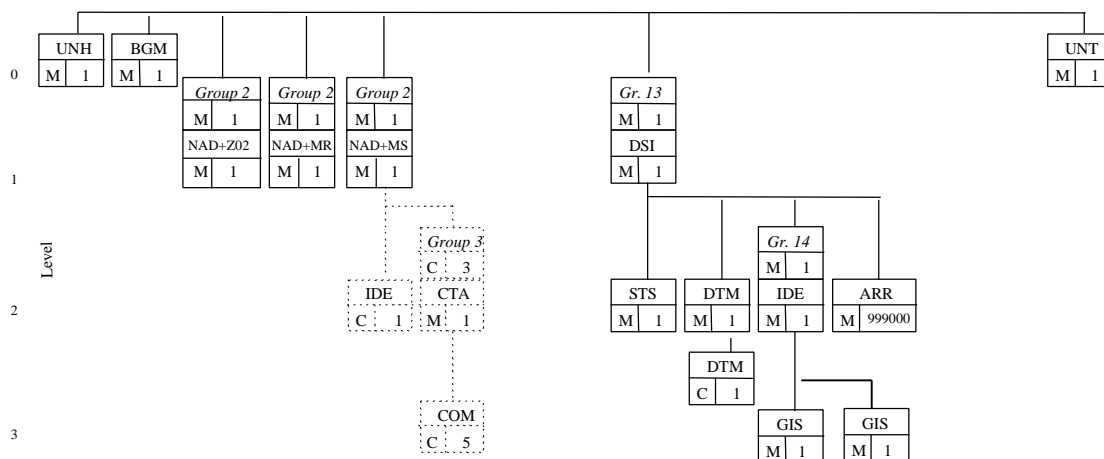 UNH BGM UNT
M 1 M 1 M 1
0
Group 2 Group 2 Group 2 Gr. 13
M 1 M 1 M 1 M 1
NAD+Z02 NAD+MR NAD+MS DSI
M 1 M 1 M 1 M 1
1
Level
Group 3 Gr. 14
C 3 M 1
IDE CTA STS DTM IDE ARR
C 1 M 1 M 1 M 1 M 1 M 999000
2
DTM
C 1
COM GIS GIS
C 5 M 1 M 1
3